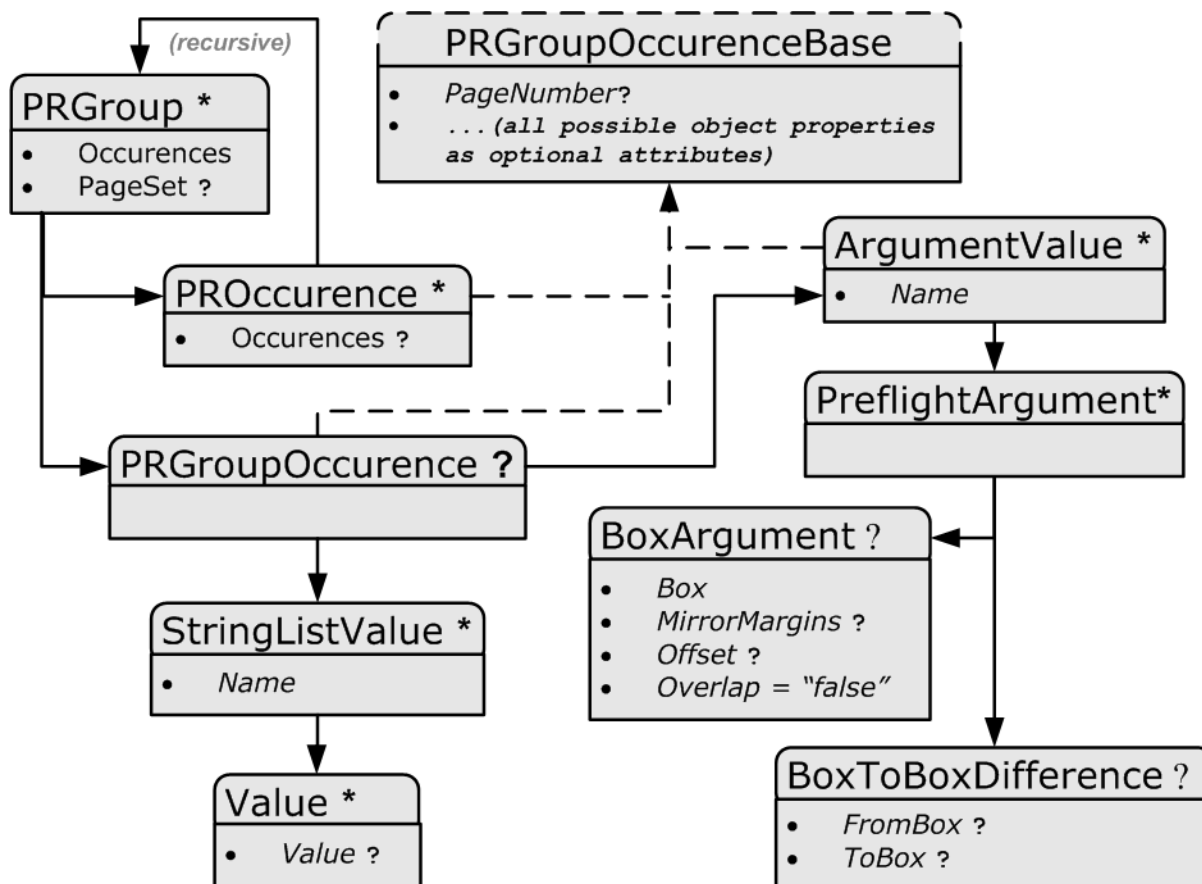 (recursive)
PRGroup *
• Occurences
• PageSet ?
PRGroupOccurenceBase
• PageNumber?
• ...(all possible object properties
as optional attributes)
PROccurence *
• Occurences ?
ArgumentValue *
• Name
PRGroupOccurence ?
PreflightArgument*
BoxArgument ?
• Box
• MirrorMargins ?
• Offset ?
• Overlap = “false”
StringListValue *
• Name
Value *
• Value ?
BoxToBoxDifference ?
• FromBox ?
• ToBox ?